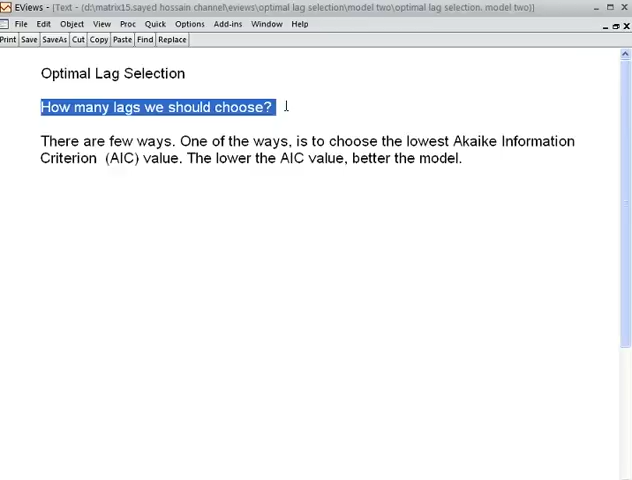 EViews - [Text - (d:\matrix15.sayed hossain channel\eviews\optimal lag selection\model two\optimal lag selection. model two)]
File Edit Object View Proc Quick Options Add-ins Window Help
Print Save SaveAs Cut Copy Paste Find Replace
Optimal Lag Selection
How many lags we should choose?
There are few ways. One of the ways, is to choose the lowest Akaike Information
Criterion (AIC) value. The lower the AIC value, better the model.